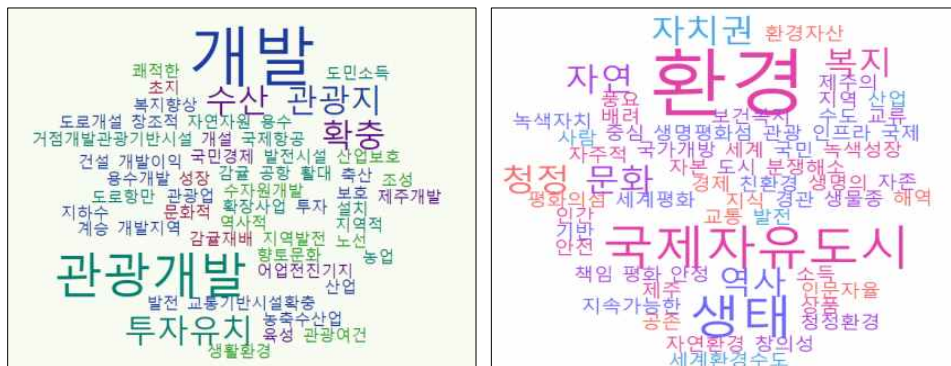 개발
쾌적한 도민소득
초지 수산 관광지
복지향상
도로개설 창조적 자연자원 용수 확충
거점개발관광기반시설 개설 국제항공
국민경제 발전시설 산업보호
건설 개발이익 감귤 공항 활대 축산 조성
용수개발 성장 수자원개발 보호 제주개발
도로항만 관광업 확장사업 투자 설치
지하수 문화적 역사적 지역적
계승 개발지역 감귤재배 지역발전 노선
향토문화 농업
관광개발 어업전진기지
산업
발전 교통기반시설확충
투자유치 농축수산업
육성 관광여건
생활환경
자치권 환경자산
환경 복지
자연 제주의
풍요 지역 산업
녹색자치 배려 보건복지 수도 교류
사람 중심 생명평화섬 관광 인프라 국제
자주적 국가개방 세계 국민 녹색성장
청정 문화 자본 도시 분쟁해소
경제 친환경 생명의 자존
평화의섬 세계평화 지식 경관 생물종 해역
인간 교통 발전
기반
안전 국제자유도시
책임 평화 안정 역사 소득
제주 인문자율
지속가능한 생태 상품
공존 청정환경
자연환경 창의성
세계환경수도